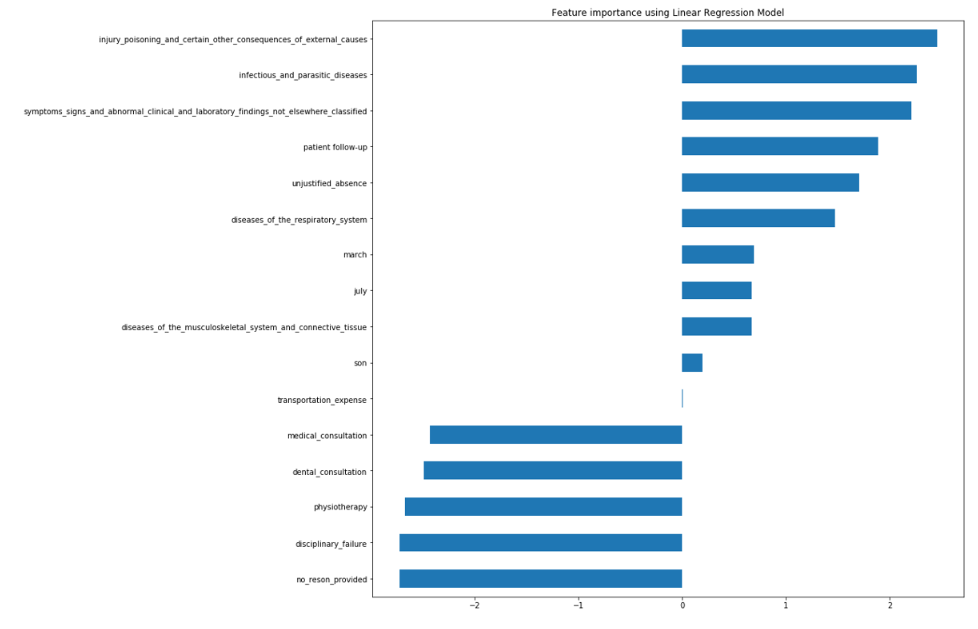 Feature importance using Linear Regression Model
injury_poisoning_and_certain_other_consequences_of_external_causes
infectious_and_parasitic_diseases
symptoms_signs_and_abnormal_clinical_and_laboratory_findings_not_elsewhere_classified
patient follow-up
unjustified_absence
diseases_of_the_respiratory_system
march
july
diseases_of_the_musculoskeletal_system_and_connective_tissue
son
transportation_expense
medical_consultation
dental_consultation
physiotherapy
disciplinary_failure
no_reson_provided
−2 −1 0 1 2